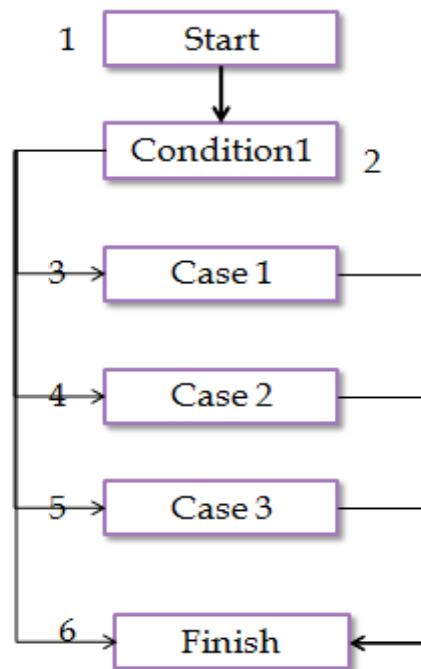 1 Start
Condition1 2
3 Case 1
4 Case 2
5 Case 3
6 Finish